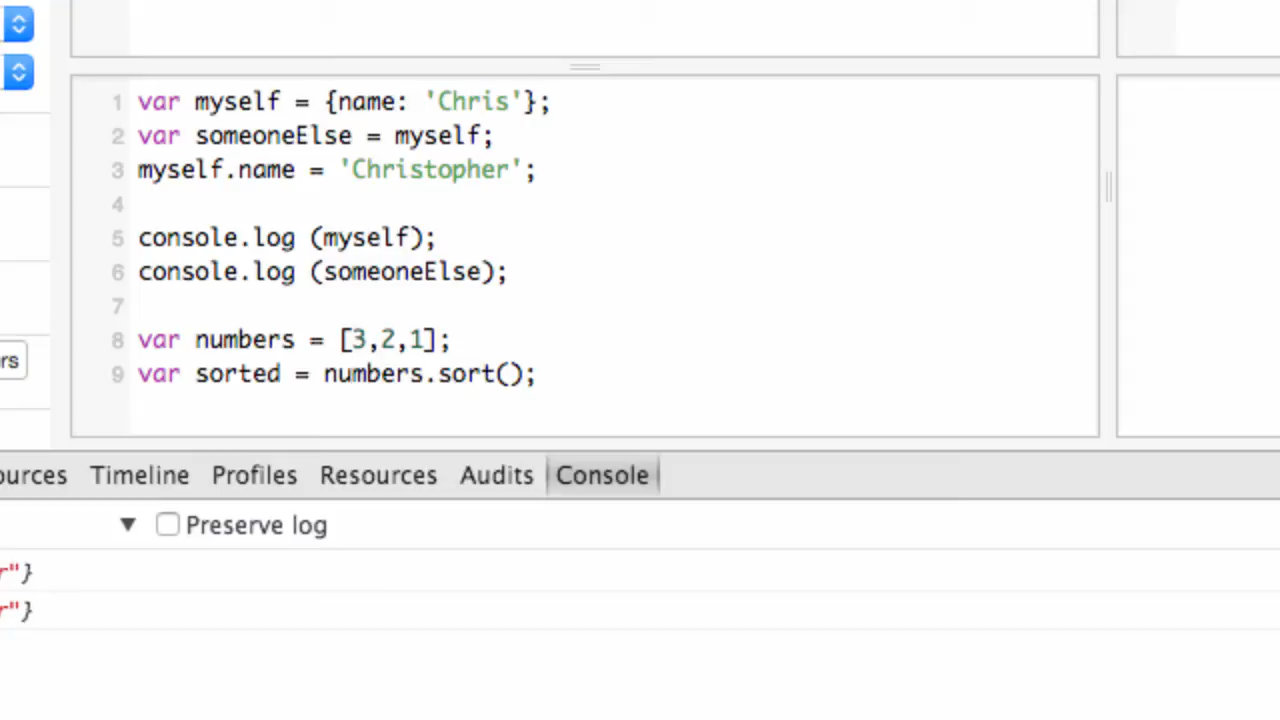 1 var myself = {name: 'Chris'};
2 var someoneElse = myself;
3 myself.name = 'Christopher';
4
5 console.log (myself);
6 console.log (someoneElse);
7
8 var numbers = [3,2,1];
9 var sorted = numbers.sort();
rs
ources Timeline Profiles Resources Audits Console
Preserve log
r"}
r"}